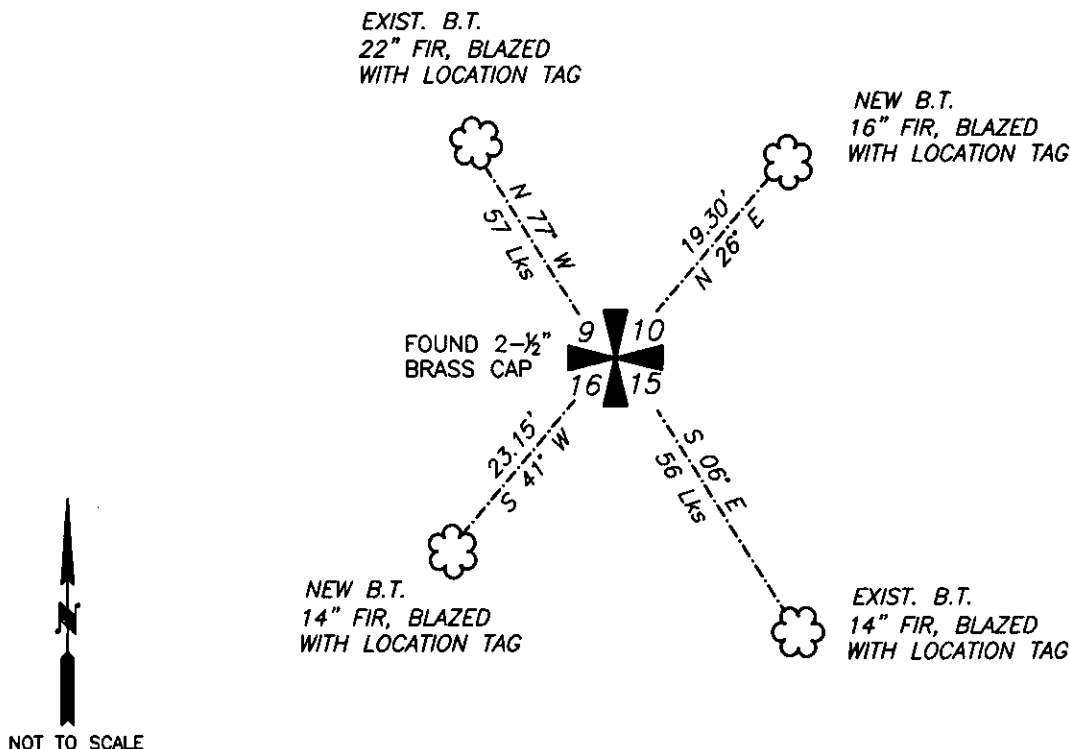 EXIST. B.T.
22" FIR, BLAZED
WITH LOCATION TAG
NEW B.T.
16" FIR, BLAZED
WITH LOCATION TAG
N 77° W
57 Lks
19.30'
N 26° E
FOUND 2-½"
BRASS CAP
9 10
16 15
23.15'
S 41° W
S 06° E
56 Lks
NEW B.T.
14" FIR, BLAZED
WITH LOCATION TAG
EXIST. B.T.
14" FIR, BLAZED
WITH LOCATION TAG
N
NOT TO SCALE